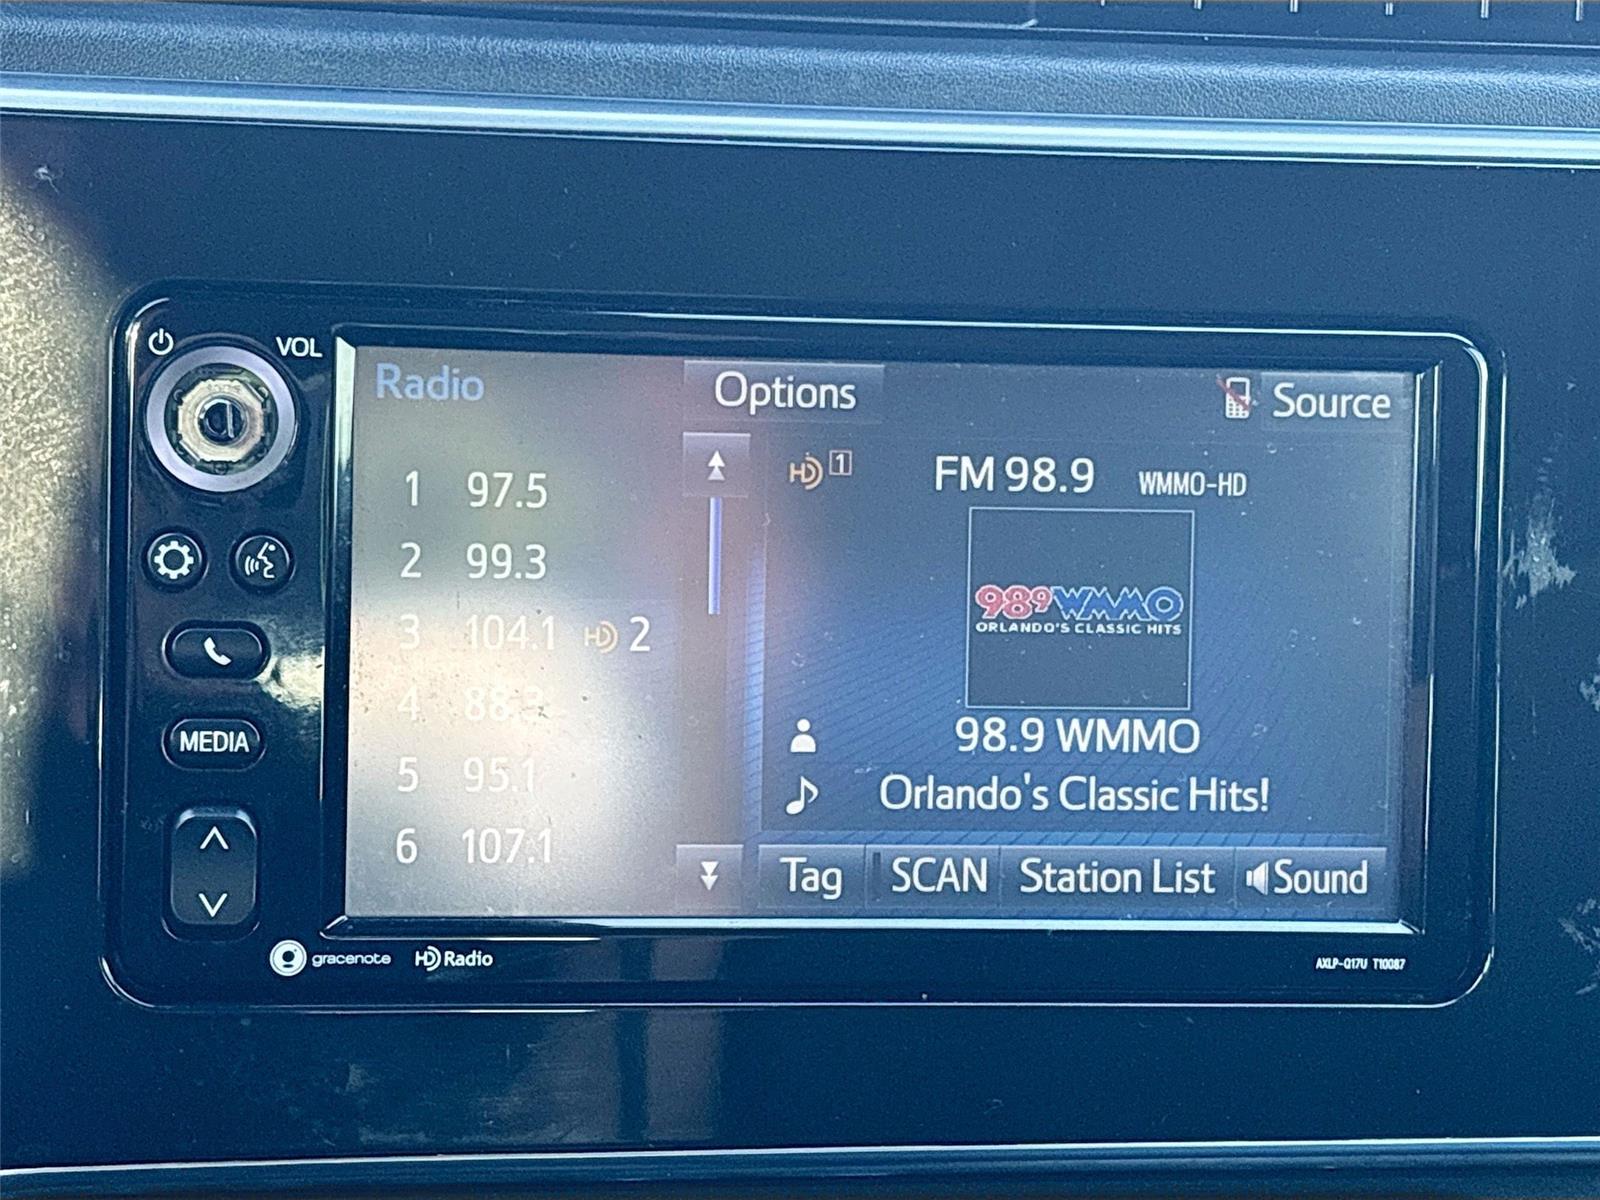 VOL
Radio
Options
Source
1 97.5
2 99.3
3 104.1 HD 2
4 88.3
5 95.1
6 107.1
HD 1
FM 98.9 WMMO-HD
989 WMMO
ORLANDO'S CLASSIC HITS
98.9 WMMO
Orlando's Classic Hits!
Tag
SCAN
Station List
Sound
MEDIA
gracenote
HD Radio
AXLP-Q17U T10087